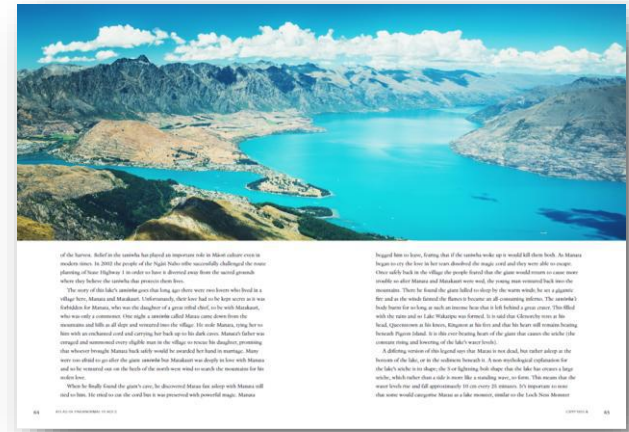 of the harbor. Belief in the taniwha has played an important role in Māori culture even in
modern times. In 2002 the people of the Ngāti Naho tribe successfully challenged the route
planning of State Highway 1 in order to have it diverted away from the sacred grounds
where they believe the taniwha that protects them lives.
The story of this lake's taniwha goes that long ago there were two lovers who lived in a
village here, Manata and Matakauri. Unfortunately, their love had to be kept secret as it was
forbidden for Manata, who was the daughter of a great tribal chief, to be with Matakauri,
who was only a commoner. One night a taniwha called Matau came down from the
mountains and hills as all slept and ventured into the village. He stole Manata, tying her to
him with an enchanted cord and carrying her back up to his dark caves. Manata's father was
enraged and summoned every eligible man in the village to rescue his daughter, promising
that whoever brought Manata back safely would be awarded her hand in marriage. Many
were too afraid to go after the giant taniwha but Matakauri was deeply in love with Manata
and so he ventured out on the heels of the north-west wind to search the mountains for his
stolen love.
When he finally found the giant's cave, he discovered Matau fast asleep with Manata still
tied to him. He tried to cut the cord but it was preserved with powerful magic. Manata
begged him to leave, fearing that if the taniwha woke up it would kill them both. As Manata
began to cry the love in her tears dissolved the magic cord and they were able to escape.
Once safely back in the village the people feared that the giant would return to cause more
trouble so after Manata and Matakauri were wed, the young man ventured back into the
mountains. There he found the giant lulled to sleep by the warm winds; he set a gigantic
fire and as the winds fanned the flames it became an all-consuming inferno. The taniwha's
body burnt for so long at such an intense heat that it left behind a great crater. This filled
with the rains and so Lake Wakatipu was formed. It is said that Glenorchy rests at his
head, Queenstown at his knees, Kingston at his feet and that his heart still remains beating
beneath Pigeon Island. It is this ever beating heart of the giant that causes the seiche (the
constant rising and lowering of the lake's water levels).
A differing version of this legend says that Matau is not dead, but rather asleep at the
bottom of the lake, or in the sediment beneath it. A non-mythological explanation for
the lake's seiche is its shape; the S or lightning bolt shape that the lake has creates a large
seiche, which rather than a tide is more like a standing wave, to form. This means that the
water levels rise and fall approximately 10 cm every 25 minutes. It's important to note
that some would categorize Matau as a lake monster, similar to the Loch Ness Monster
64
65